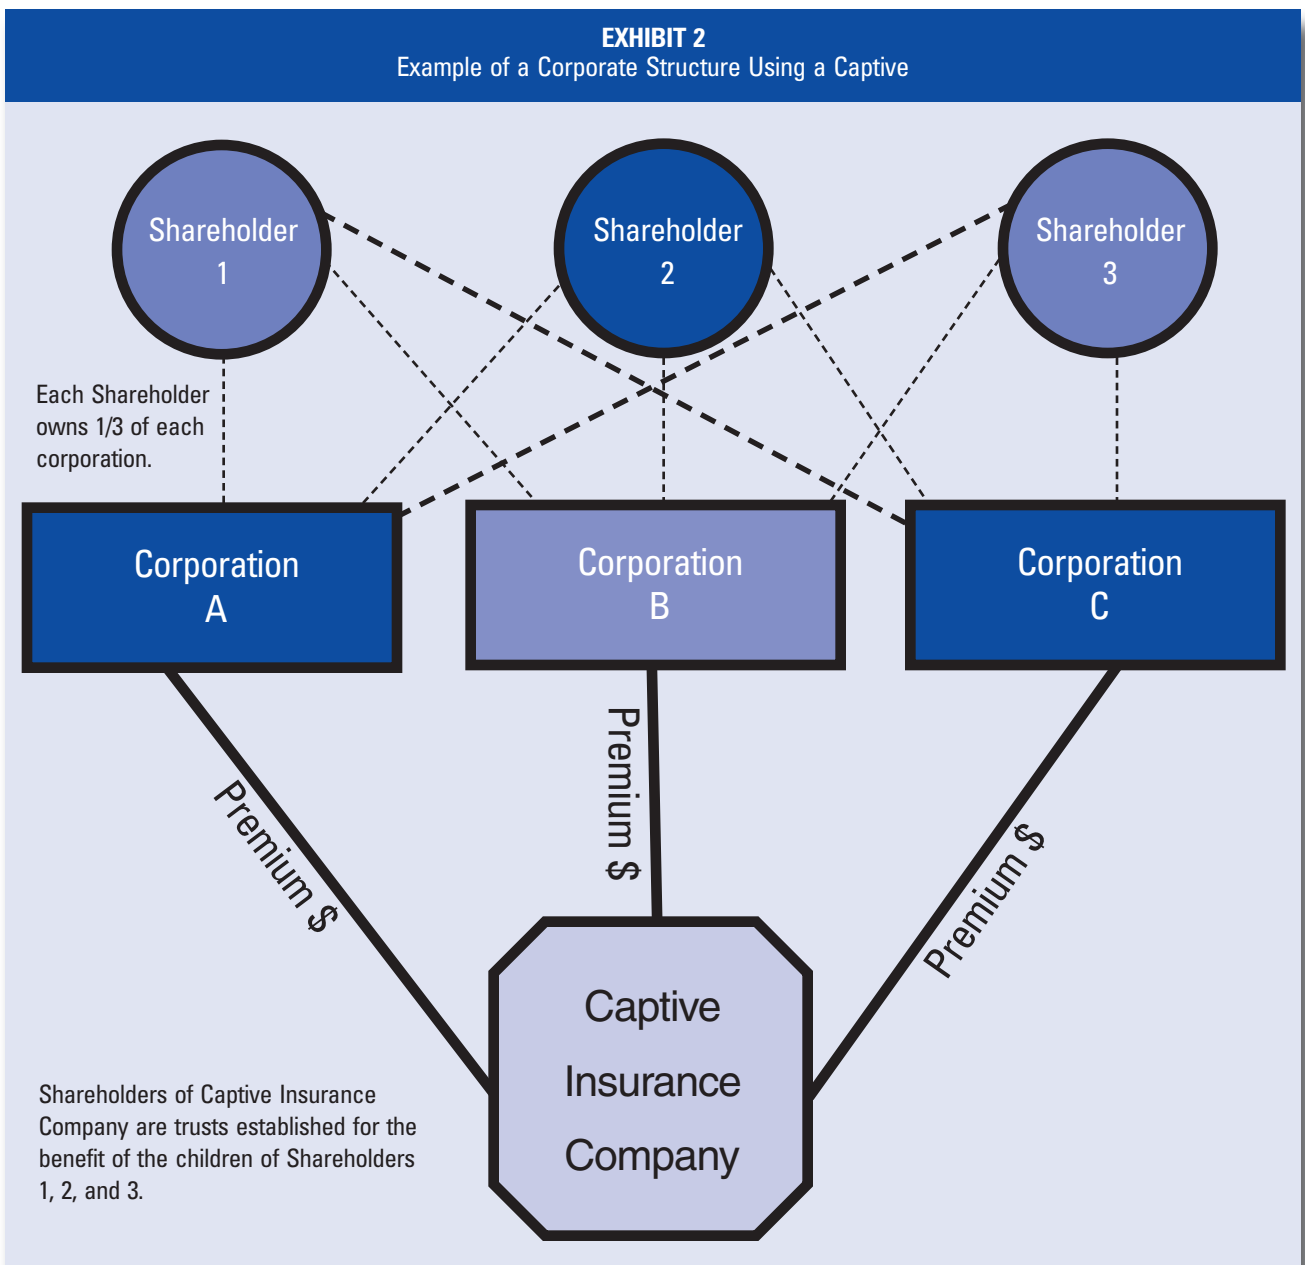 EXHIBIT 2
Example of a Corporate Structure Using a Captive
Shareholder
1
Shareholder
2
Shareholder
3
Each Shareholder
owns 1/3 of each
corporation.
Corporation
A
Corporation
B
Corporation
C
Premium $
Premium $
Premium $
Captive
Insurance
Company
Shareholders of Captive Insurance
Company are trusts established for the
benefit of the children of Shareholders
1, 2, and 3.